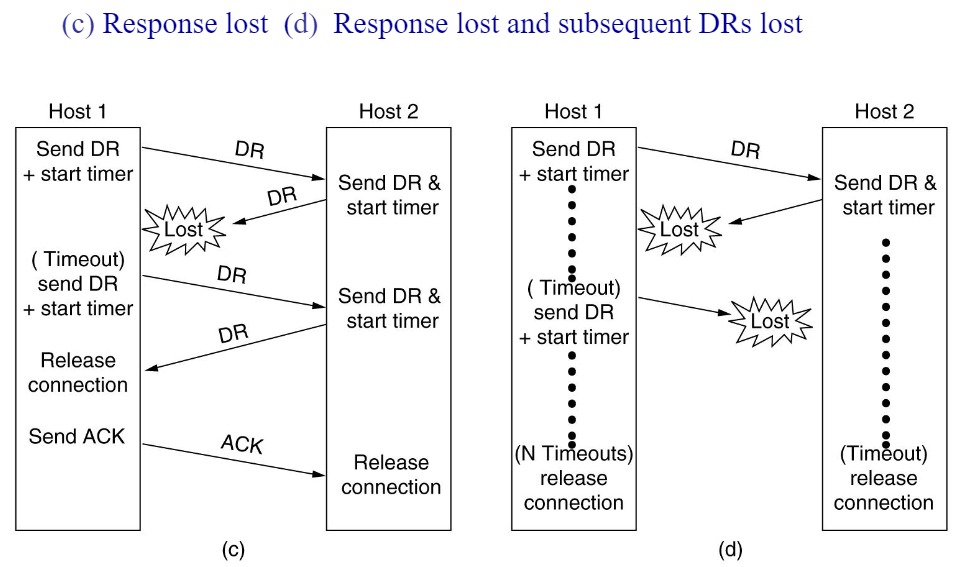 (c) Response lost (d) Response lost and subsequent DRs lost
Host 1
Host 2
Send DR
+ start timer
DR
Send DR &
start timer
DR
Lost
( Timeout)
send DR
+ start timer
DR
Send DR &
start timer
DR
Release
connection
Send ACK
ACK
Release
connection
(c)
Host 1
Host 2
Send DR
+ start timer
DR
Send DR &
start timer
Lost
( Timeout)
send DR
+ start timer
Lost
(N Timeouts)
release
connection
(Timeout)
release
connection
(d)